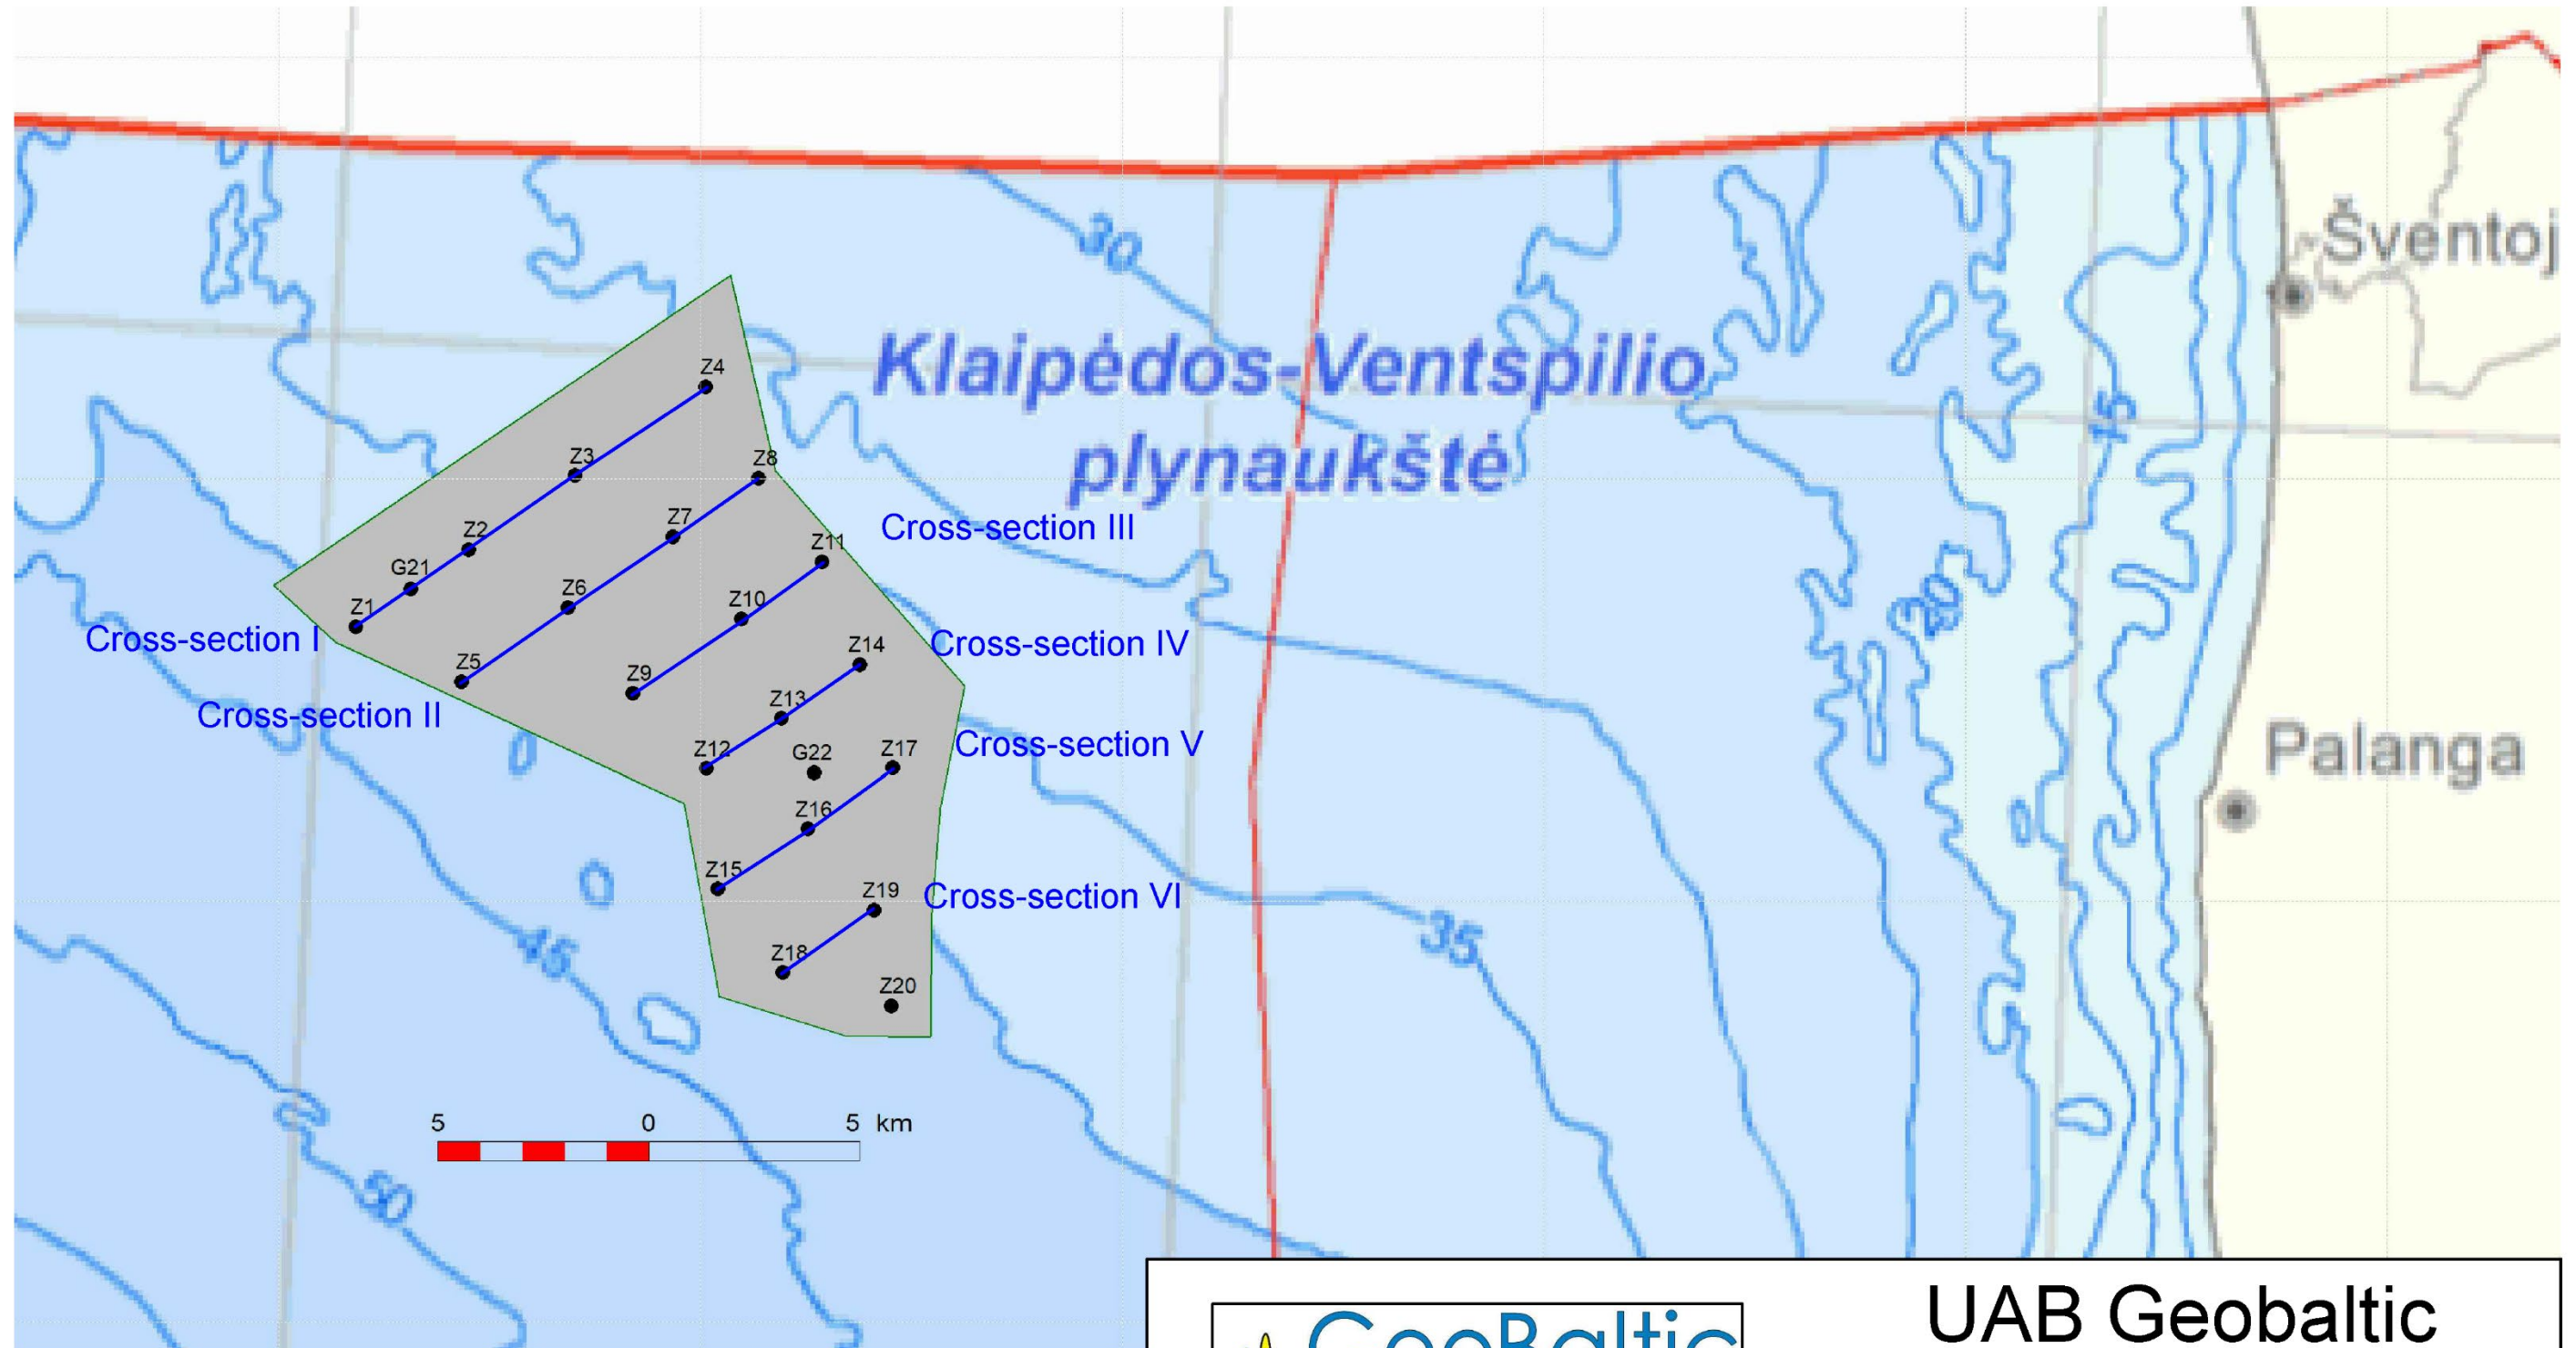 30
Šventoj
Klaipėdos-Ventspilio
plynaukštė
Z4
15
Z3
Z8
Z7
Cross-section III
Z2
Z11
G21
Z6
Z10
20
Z1
Cross-section I
Cross-section IV
Z14
Z5
Z9
Z13
Cross-section II
Cross-section V
Z12
G22
Z17
Palanga
Z16
Z15
Z19
Cross-section VI
45
35
Z18
Z20
5 0 5 km
50
UAB Geobaltic
GeoBaltic